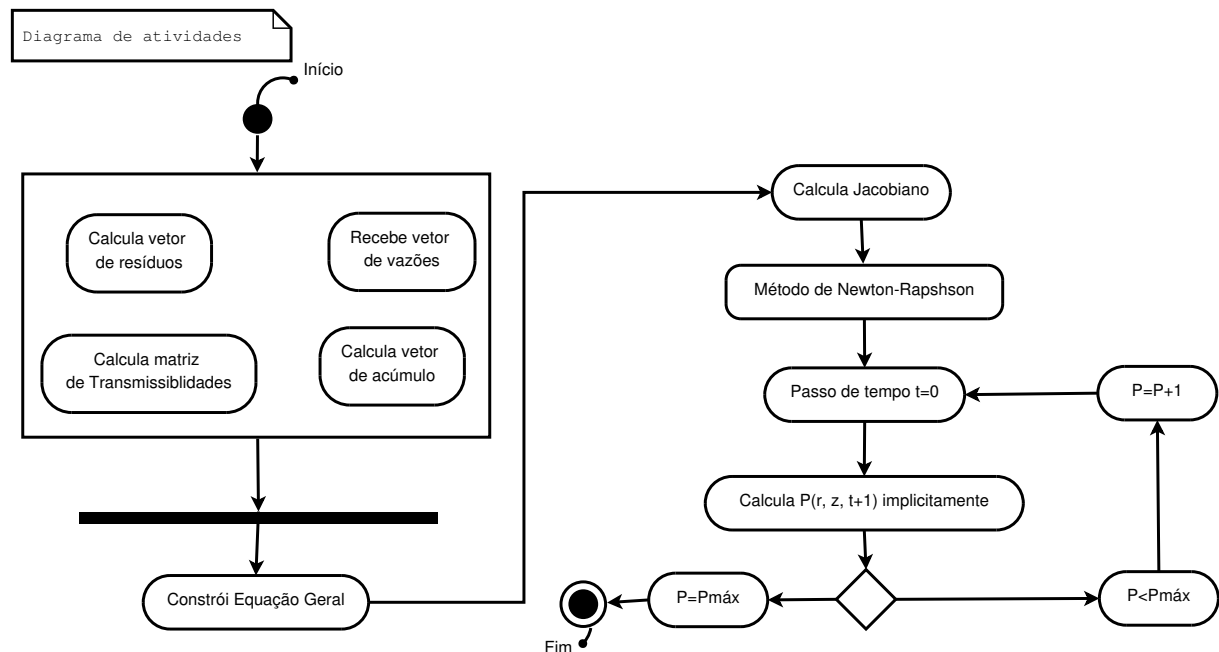 Diagrama de atividades
Início
Calcula vetor
de resíduos
Recebe vetor
de vazões
Calcula matriz
de Transmissiblidades
Calcula vetor
de acúmulo
Constrói Equação Geral
Calcula Jacobiano
Método de Newton-Rapshson
Passo de tempo t=0
P=P+1
Calcula P(r, z, t+1) implicitamente
P=Pmáx
P<Pmáx
Fim